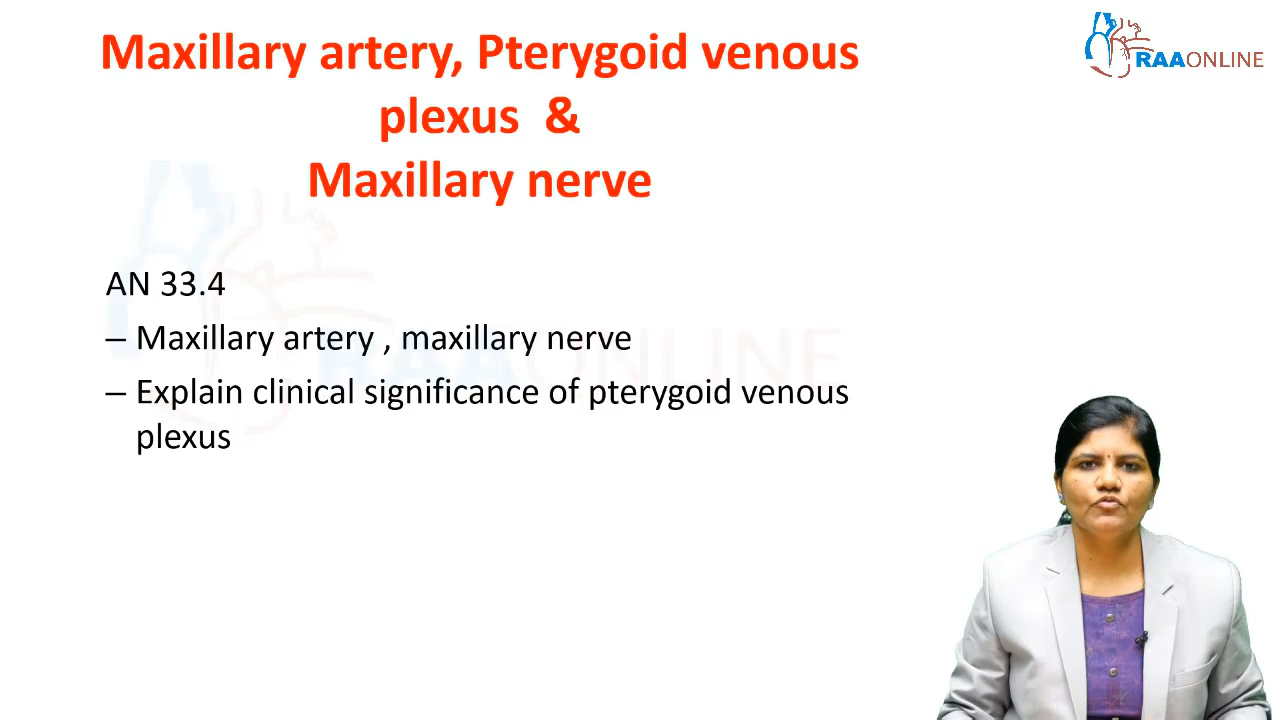 Maxillary artery, Pterygoid venous
plexus &
Maxillary nerve
RAAONLINE
AN 33.4
– Maxillary artery , maxillary nerve
– Explain clinical significance of pterygoid venous
plexus
RAAONLINE